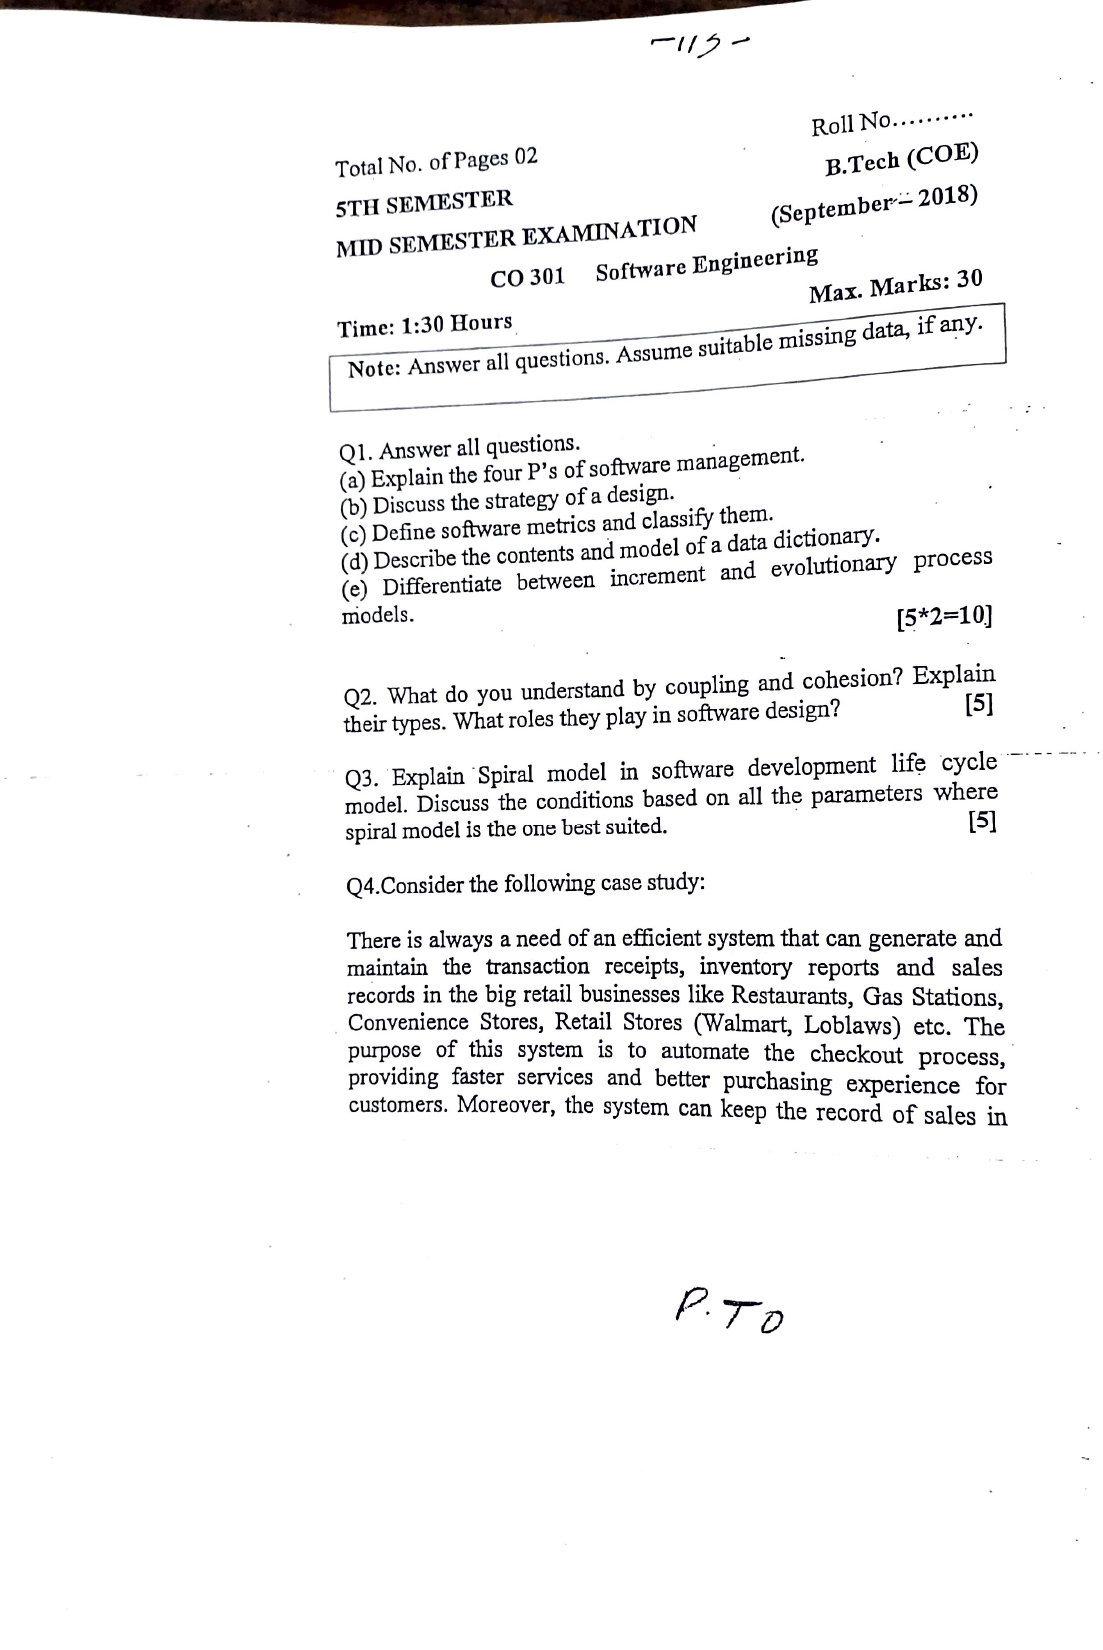 -115-
Roll No..........
Total No. of Pages 02
B.Tech (COE)
5TH SEMESTER
(September-- 2018)
MID SEMESTER EXAMINATION
CO 301 Software Engineering
Max. Marks: 30
Time: 1:30 Hours
Note: Answer all questions. Assume suitable missing data, if any.
Q1. Answer all questions.
(a) Explain the four P's of software management.
(b) Discuss the strategy of a design.
(c) Define software metrics and classify them.
(d) Describe the contents and model of a data dictionary.
(e) Differentiate between increment and evolutionary process
models. [5*2=10]
Q2. What do you understand by coupling and cohesion? Explain
their types. What roles they play in software design? [5]
Q3. Explain Spiral model in software development life cycle
model. Discuss the conditions based on all the parameters where
spiral model is the one best suited. [5]
Q4.Consider the following case study:
There is always a need of an efficient system that can generate and
maintain the transaction receipts, inventory reports and sales
records in the big retail businesses like Restaurants, Gas Stations,
Convenience Stores, Retail Stores (Walmart, Loblaws) etc. The
purpose of this system is to automate the checkout process,
providing faster services and better purchasing experience for
customers. Moreover, the system can keep the record of sales in
P.TO